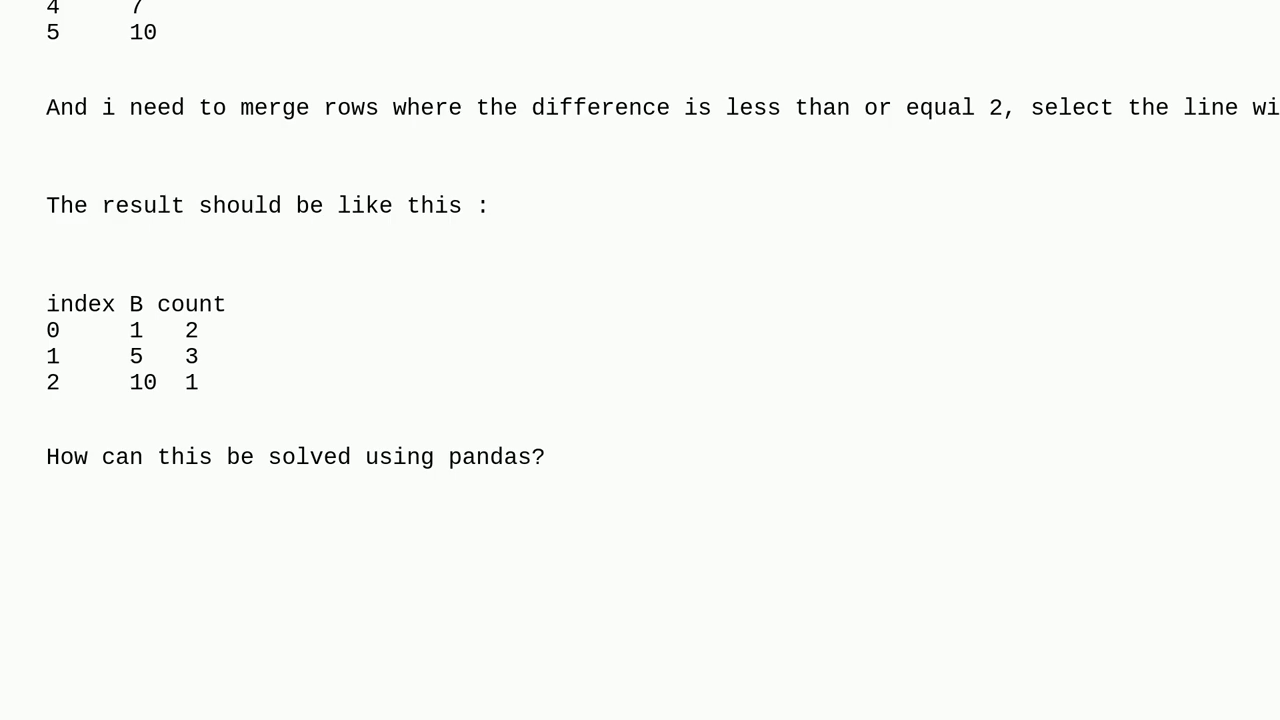 4     7
5     10
And i need to merge rows where the difference is less than or equal 2, select the line
The result should be like this :
index B count
0     1   2
1     5   3
2     10  1
How can this be solved using pandas?